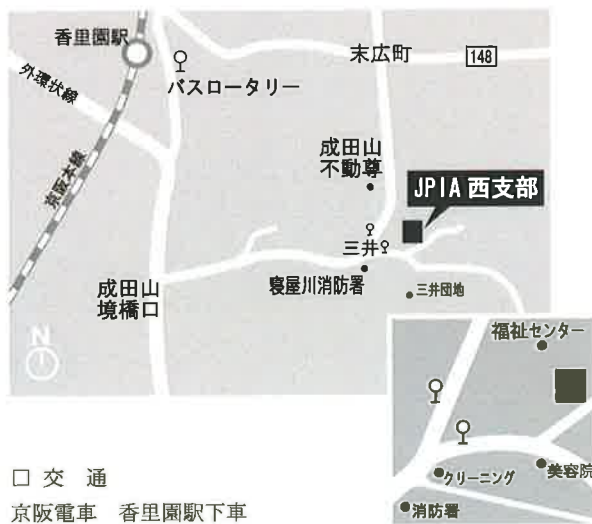 香里園駅
外環状線
京阪本線
バスロータリー
末広町
148
成田山
不動尊
JPIA 西支部
三井
寝屋川消防署
三井団地
成田山
境橋口
N
福祉センター
クリーニング
美容院
消防署
□ 交 通
京阪電車 香里園駅下車